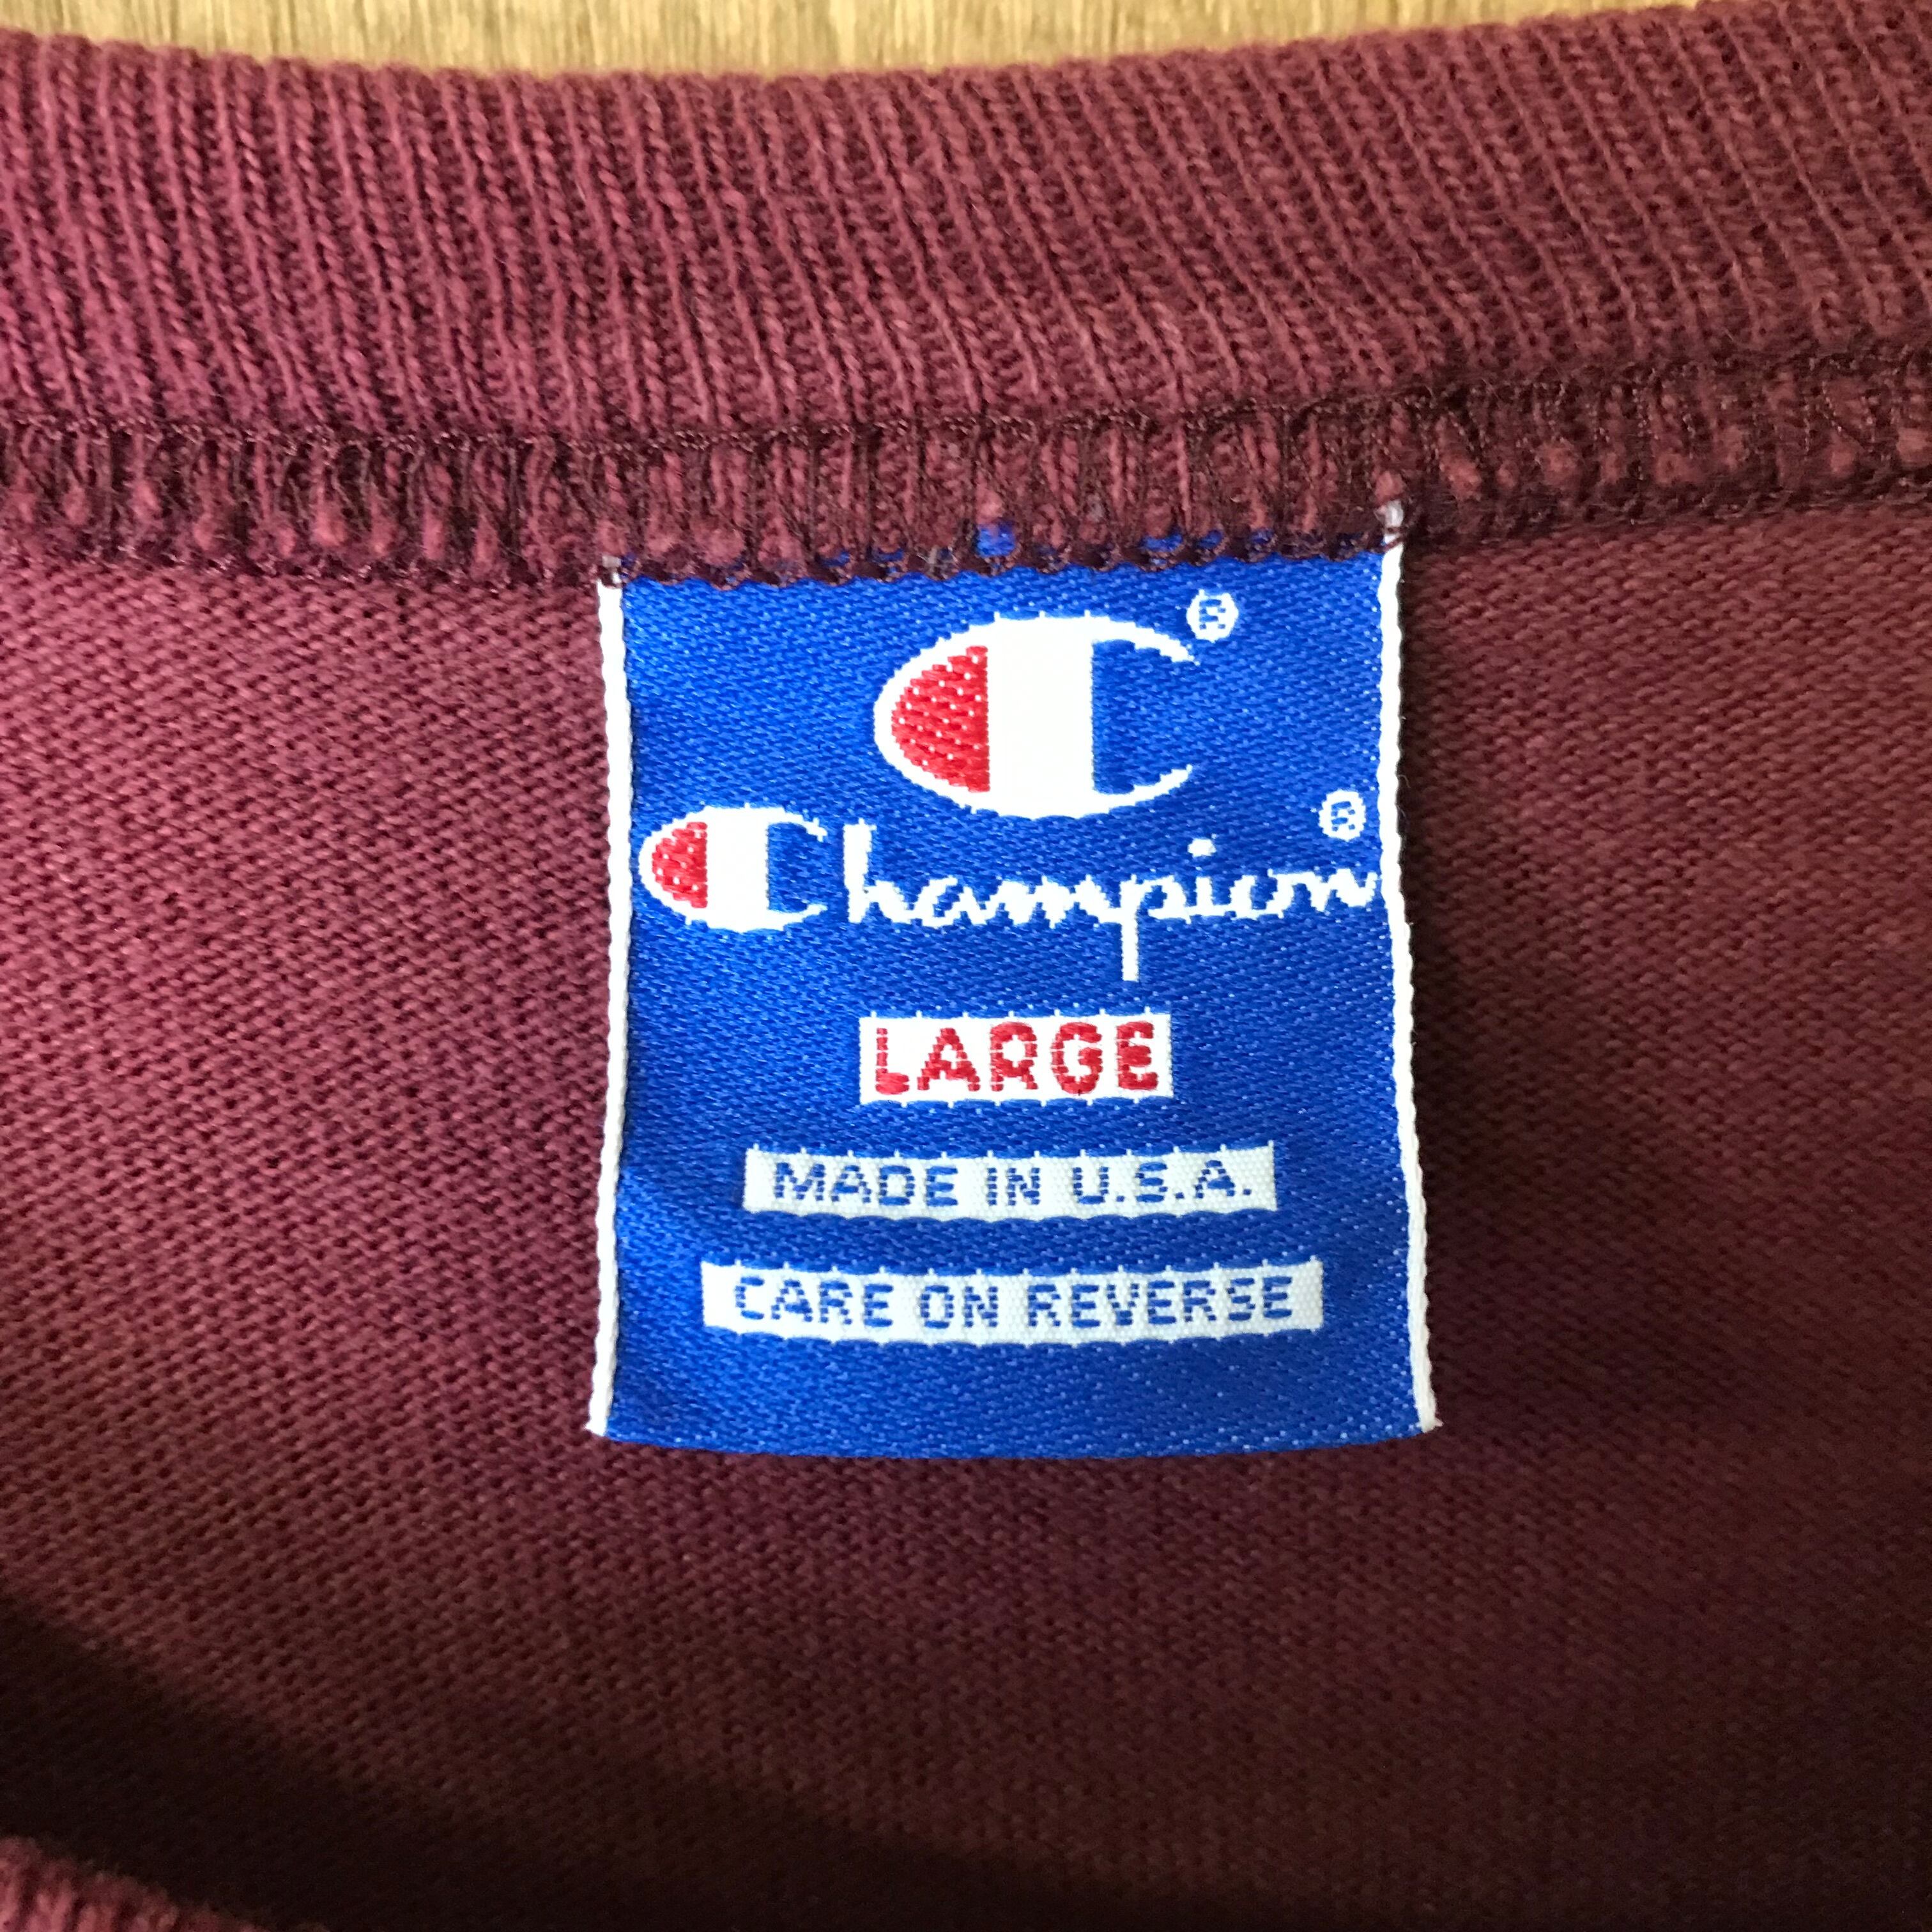 C®
Champion®
LARGE
MADE IN U.S.A.
CARE ON REVERSE